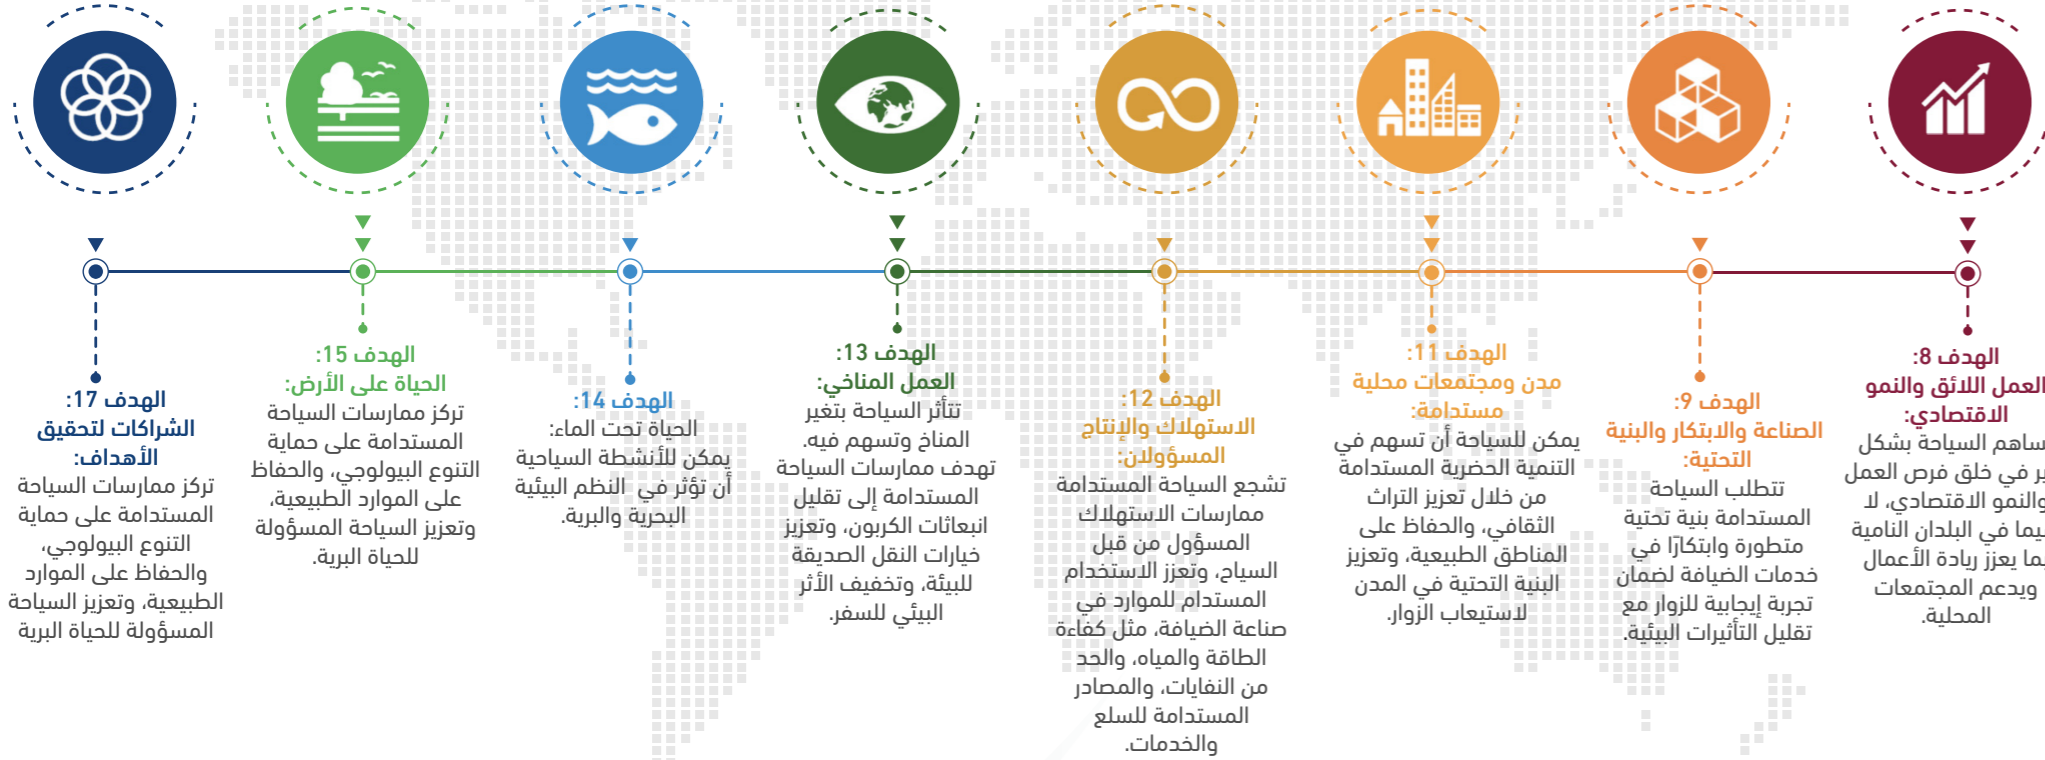 الهدف 8:
العمل اللائق والنمو
الاقتصادي:
ساهم السياحة بشكل
ير في خلق فرص العمل
والنمو الاقتصادي، لا
يما في البلدان النامية
بما يعزز ريادة الأعمال
ويدعم المجتمعات
المحلية.
الهدف 9:
الصناعة والابتكار والبنية
التحتية:
تتطلب السياحة
المستدامة بنية تحتية
متطورة وابتكارًا في
خدمات الضيافة لضمان
تجربة إيجابية للزوار مع
تقليل التأثيرات البيئية.
الهدف 11:
مدن ومجتمعات محلية
مستدامة:
يمكن للسياحة أن تسهم في
التنمية الحضرية المستدامة
من خلال تعزيز التراث
الثقافي، والحفاظ على
المناطق الطبيعية، وتعزيز
البنية التحتية في المدن
لاستيعاب الزوار.
الهدف 12:
الاستهلاك والإنتاج
المسؤولان:
تشجع السياحة المستدامة
ممارسات الاستهلاك
المسؤول من قبل
السياح، وتعزز الاستخدام
المستدام للموارد في
صناعة الضيافة، مثل كفاءة
الطاقة والمياه، والحد
من النفايات، والمصادر
المستدامة للسلع
والخدمات.
الهدف 13:
العمل المناخي:
تتأثر السياحة بتغير
المناخ وتسهم فيه.
تهدف ممارسات السياحة
المستدامة إلى تقليل
انبعاثات الكربون، وتعزيز
خيارات النقل الصديقة
للبيئة، وتخفيف الأثر
البيئي للسفر.
الهدف 14:
الحياة تحت الماء:
يمكن للأنشطة السياحية
أن تؤثر في النظم البيئية
البحرية والبرية.
الهدف 15:
الحياة على الأرض:
تركز ممارسات السياحة
المستدامة على حماية
التنوع البيولوجي، والحفاظ
على الموارد الطبيعية،
وتعزيز السياحة المسؤولة
للحياة البرية.
الهدف 17:
الشراكات لتحقيق
الأهداف:
تركز ممارسات السياحة
المستدامة على حماية
التنوع البيولوجي،
والحفاظ على الموارد
الطبيعية، وتعزيز السياحة
المسؤولة للحياة البرية